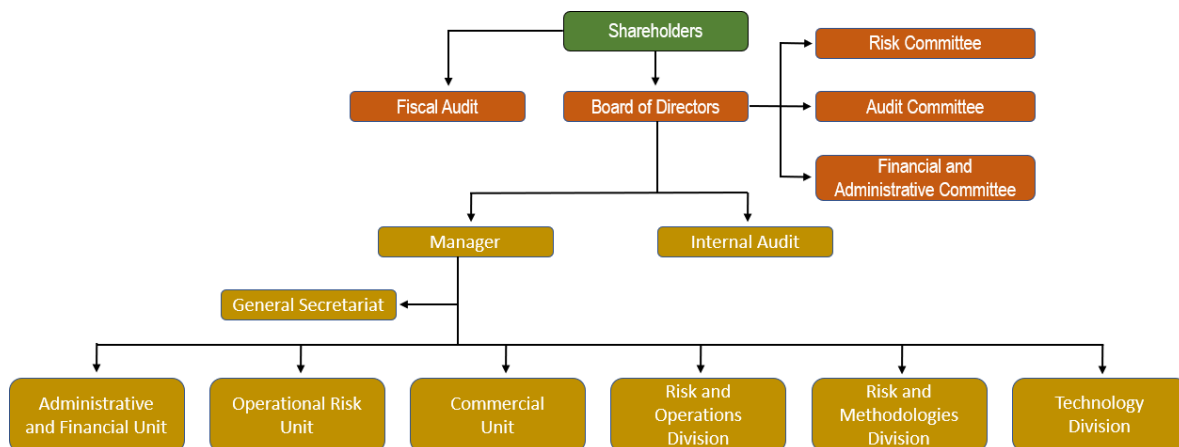 Shareholders
Risk Committee
Fiscal Audit
Board of Directors
Audit Committee
Financial and
Administrative Committee
Manager
Internal Audit
General Secretariat
Administrative
and Financial Unit
Operational Risk
Unit
Commercial
Unit
Risk and
Operations
Division
Risk and
Methodologies
Division
Technology
Division